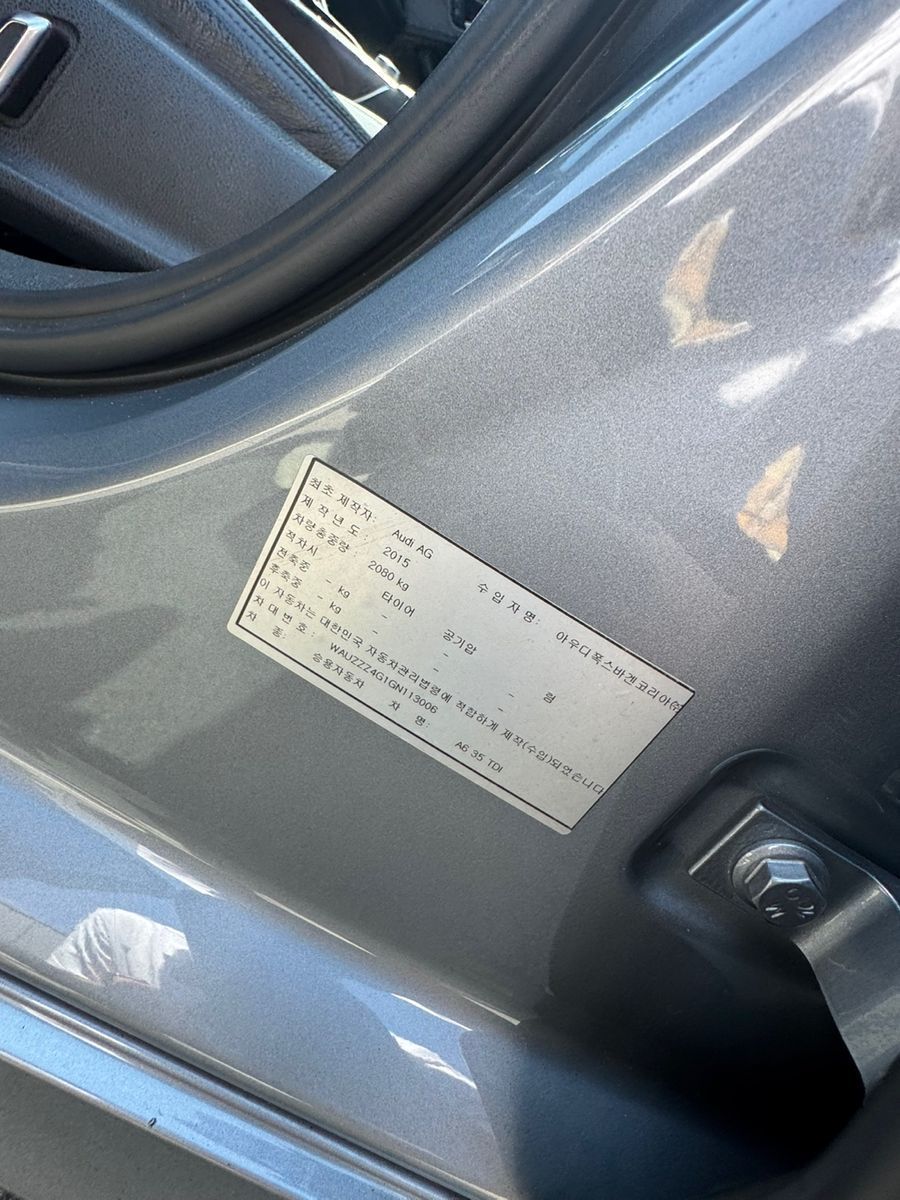 최초 제작자: Audi AG 수 입 자 명: 아우디폭스바겐코리아(주)
제 작 년 도 : 2015
차량총중량 2080 kg
적차시 타이어 공기압 - 림
전축중 - kg - - -
후축중 - kg - -
이 자동차는 대한민국 자동차관리법령에 적합하게 제작(수입)되었습니다
차 대 번 호 : WAUZZZ4G1GN113006
차 종: 승용자동차 차 명: A6 35 TDI